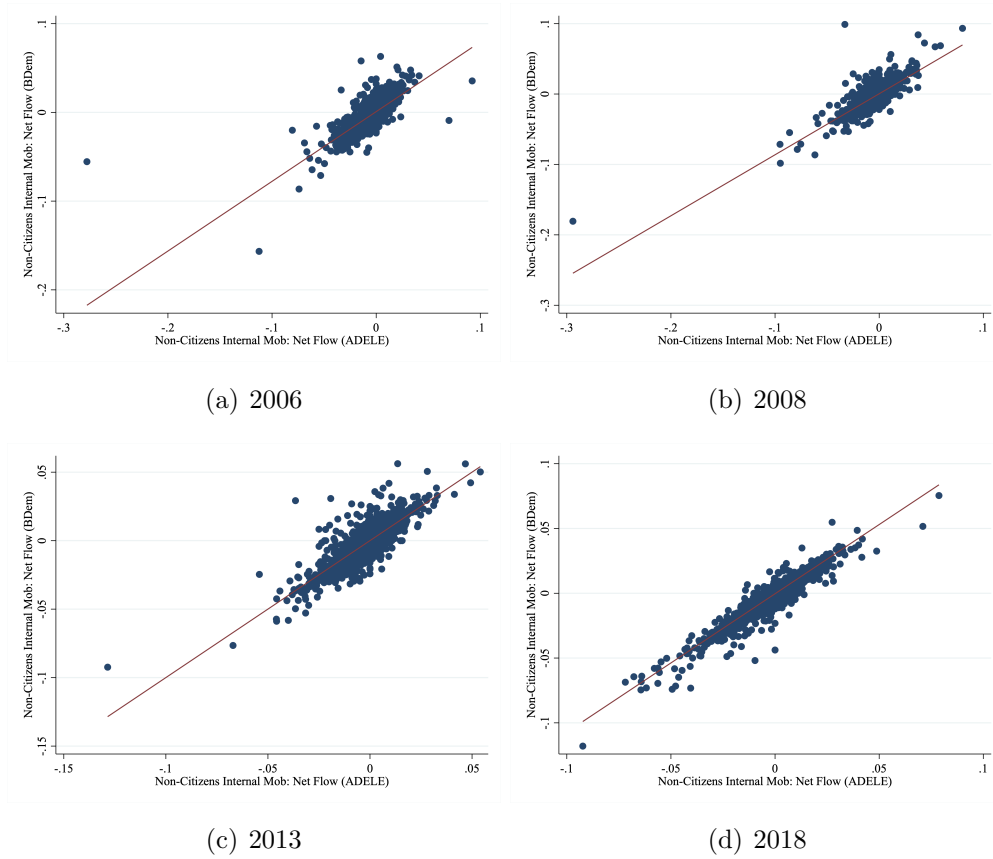 .1
0
-.1
-.2
Non-Citizens Internal Mob: Net Flow (BDem)
-.3 -.2 -.1 0 .1
Non-Citizens Internal Mob: Net Flow (ADELE)
(a) 2006
.1
0
-.1
-.2
-.3
Non-Citizens Internal Mob: Net Flow (BDem)
-.3 -.2 -.1 0 .1
Non-Citizens Internal Mob: Net Flow (ADELE)
(b) 2008
.05
0
-.05
-.1
-.15
Non-Citizens Internal Mob: Net Flow (BDem)
-.15 -.1 -.05 0 .05
Non-Citizens Internal Mob: Net Flow (ADELE)
(c) 2013
.1
.05
0
-.05
-.1
Non-Citizens Internal Mob: Net Flow (BDem)
-.1 -.05 0 .05 .1
Non-Citizens Internal Mob: Net Flow (ADELE)
(d) 2018